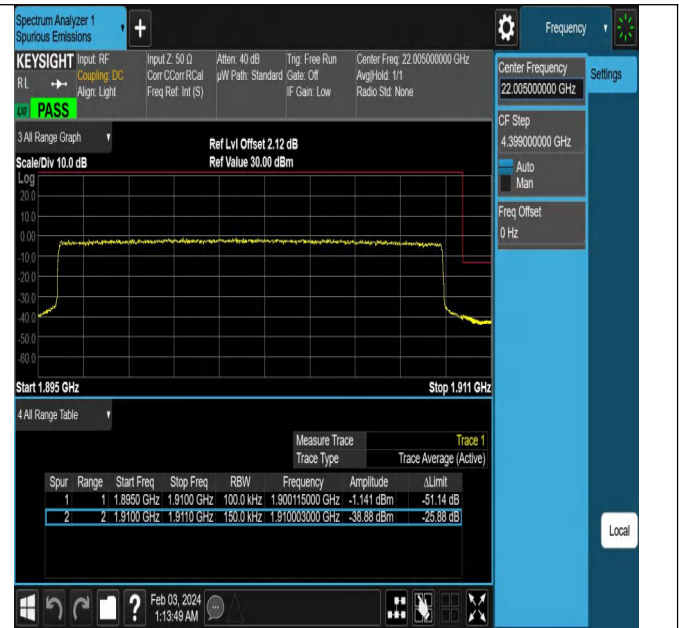 Spectrum Analyzer 1
Spurious Emissions
Frequency
KEYSIGHT Input: RF Input Z: 50 Ω Atten: 40 dB Trig: Free Run Center Freq: 22.005000000 GHz
RL Coupling: DC Corr CCorr RCal µW Path: Standard Gate: Off Avg|Hold: 1/1
Align: Light Freq Ref: Int (S) IF Gain: Low Radio Std: None
PASS
Center Frequency
22.005000000 GHz
Settings
CF Step
4.399000000 GHz
Auto
Man
Freq Offset
0 Hz
3 All Range Graph
Ref Lvl Offset 2.12 dB
Scale/Div 10.0 dB Ref Value 30.00 dBm
Log
20.0
10.0
0.00
-10.0
-20.0
-30.0
-40.0
-50.0
-60.0
Start 1.895 GHz Stop 1.911 GHz
4 All Range Table
Measure Trace Trace 1
Trace Type Trace Average (Active)
Spur Range Start Freq Stop Freq RBW Frequency Amplitude ΔLimit
1 1 1.8950 GHz 1.9100 GHz 100.0 kHz 1.900115000 GHz -1.141 dBm -51.14 dB
2 2 1.9100 GHz 1.9110 GHz 150.0 kHz 1.910003000 GHz -38.88 dBm -25.88 dB
Local
Feb 03, 2024
1:13:49 AM